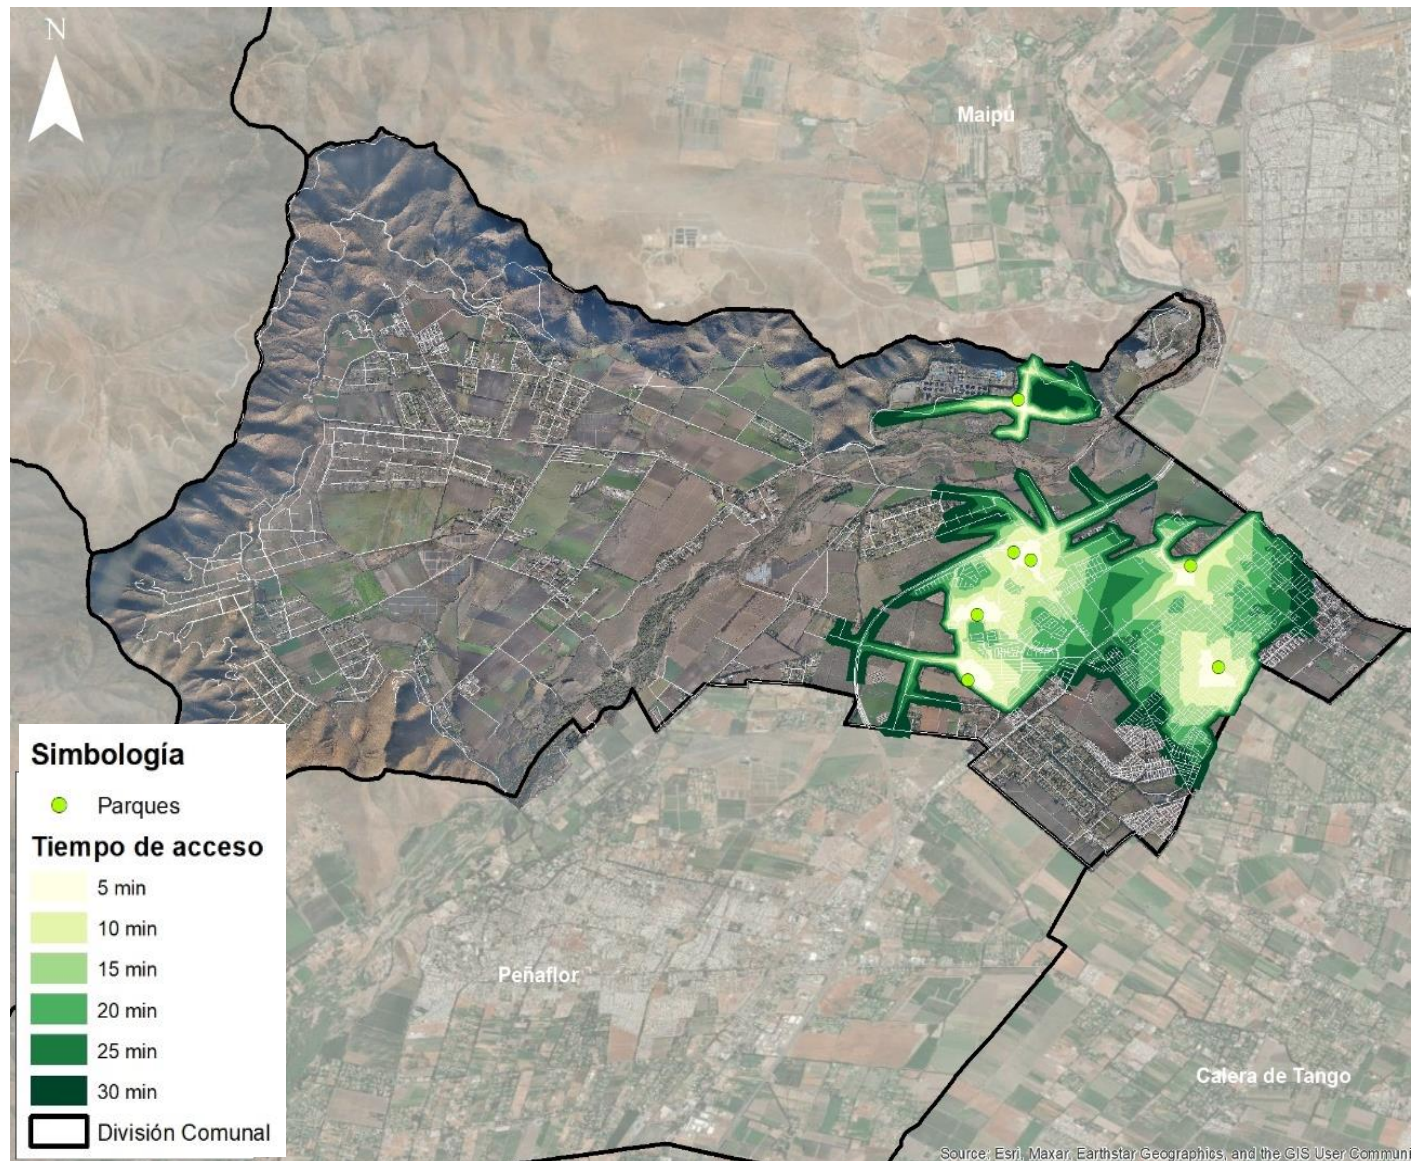 N
Maipú
Simbología
Parques
Tiempo de acceso
5 min
10 min
15 min
20 min
25 min
30 min
División Comunal
Peñaflor
Calera de Tango
Source: Esri, Maxar, Earthstar Geographics, and the GIS User Communi